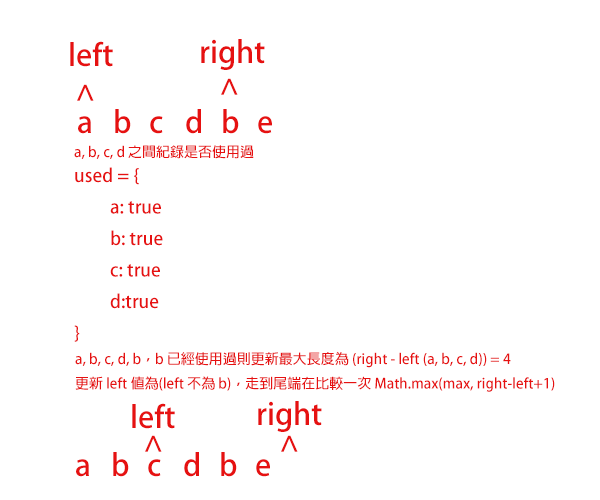 left right
^ ^
a b c d b e
a, b, c, d 之間紀錄是否使用過
used = {
a: true
b: true
c: true
d:true
}
a, b, c, d, b，b 已經使用過則更新最大長度為 (right - left (a, b, c, d)) = 4
更新 left 值為(left 不為 b)，走到尾端在比較一次 Math.max(max, right-left+1)
left right
^ ^
a b c d b e